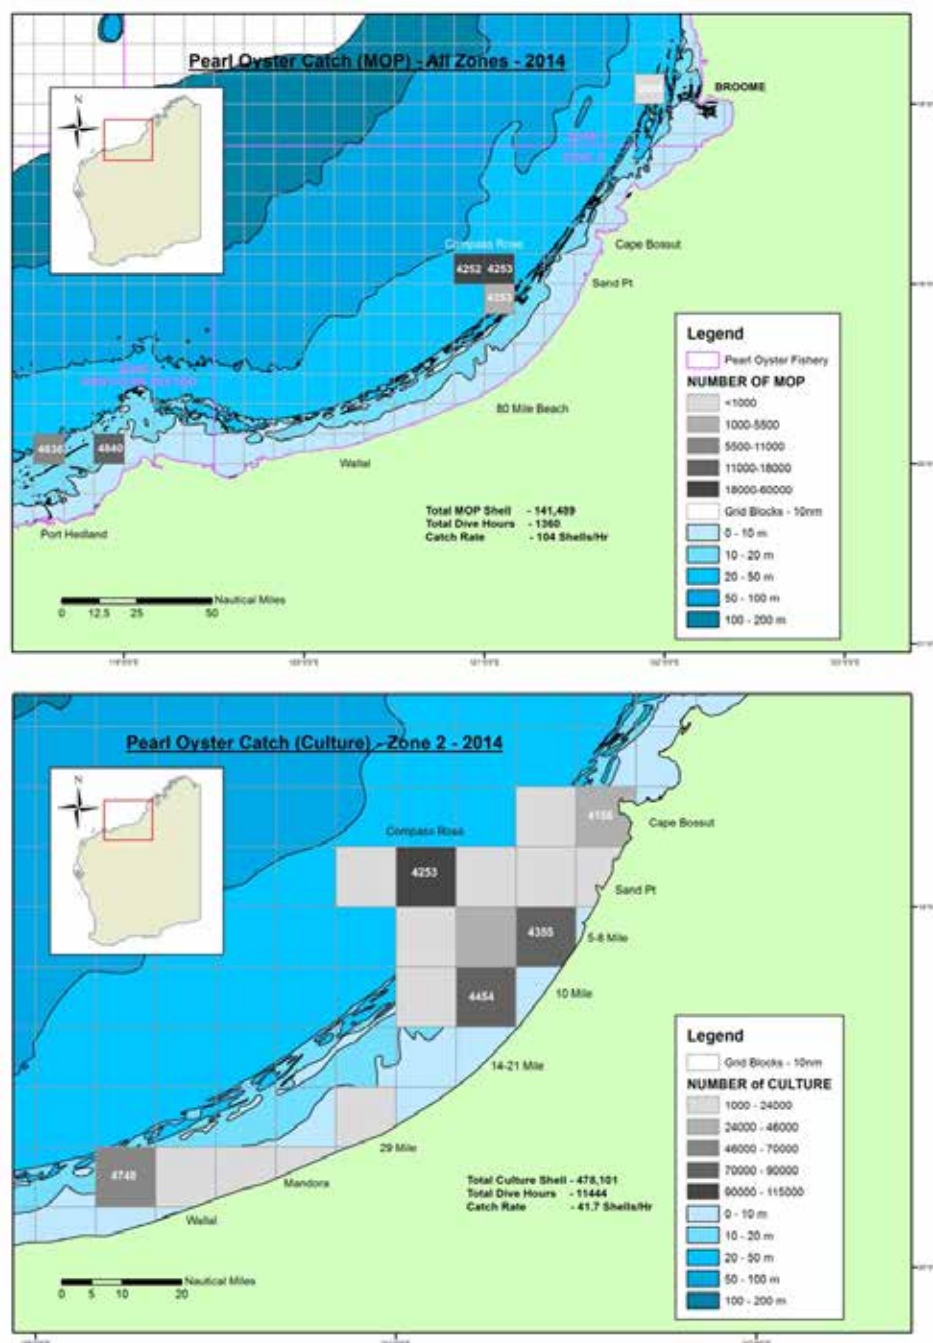 Pearl Oyster Catch (MOP) - All Zones - 2014
N
BROOME
Compass Rose
4252 4253
4353
Cape Bossut
Sand Pt
80 Mile Beach
Wallal
4840
Port Hedland
Total MOP Shell - 141,489
Total Dive Hours - 1360
Catch Rate - 104 Shells/Hr
Nautical Miles
0 12.5 25 50
Legend
Pearl Oyster Fishery
NUMBER OF MOP
<1000
1000-5500
5500-11000
11000-18000
18000-60000
Grid Blocks - 10nm
0 - 10 m
10 - 20 m
20 - 50 m
50 - 100 m
100 - 200 m
Pearl Oyster Catch (Culture) - Zone 2 - 2014
N
Compass Rose
4156
Cape Bossut
4253
Sand Pt
4355
5-8 Mile
4454
10 Mile
14-21 Mile
29 Mile
4748
Mandora
Wallal
Total Culture Shell - 478,101
Total Dive Hours - 11444
Catch Rate - 41.7 Shells/Hr
Nautical Miles
0 5 10 20
Legend
Grid Blocks - 10nm
NUMBER of CULTURE
1000 - 24000
24000 - 46000
46000 - 70000
70000 - 90000
90000 - 115000
0 - 10 m
10 - 20 m
20 - 50 m
50 - 100 m
100 - 200 m